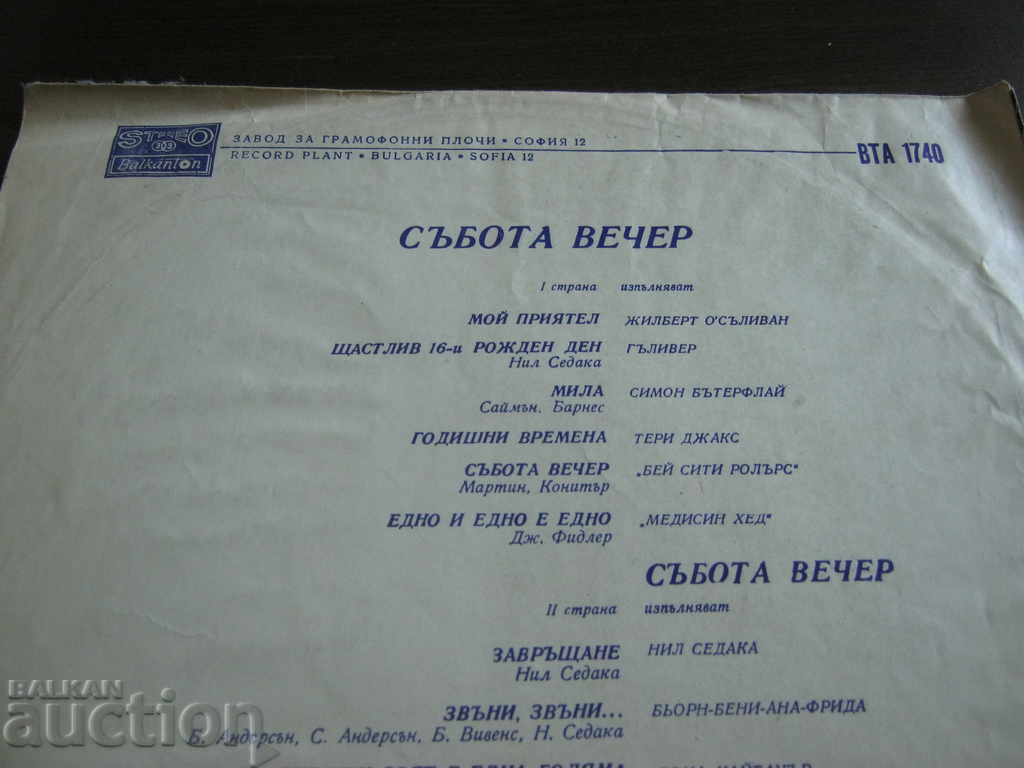 STEREO
303
Balkanton
ЗАВОД ЗА ГРАМОФОННИ ПЛОЧИ • СОФИЯ 12
RECORD PLANT • BULGARIA • SOFIA 12
ВТА 1740
СЪБОТА ВЕЧЕР
I страна изпълняват
МОЙ ПРИЯТЕЛ ЖИЛБЕРТ О'СЪЛИВАН
ЩАСТЛИВ 16-и РОЖДЕН ДЕН ГЪЛИВЕР
Нил Седака
МИЛА СИМОН БЪТЕРФЛАЙ
Саймън, Барнес
ГОДИШНИ ВРЕМЕНА ТЕРИ ДЖАКС
СЪБОТА ВЕЧЕР „БЕЙ СИТИ РОЛЪРС“
Мартин, Конитър
ЕДНО И ЕДНО Е ЕДНО „МЕДИСИН ХЕД“
Дж. Фидлер
СЪБОТА ВЕЧЕР
II страна изпълняват
ЗАВРЪЩАНЕ НИЛ СЕДАКА
Нил Седака
ЗВЪНИ, ЗВЪНИ... БЬОРН-БЕНИ-АНА-ФРИДА
Б. Андерсън, С. Андерсън, Б. Вивенс, Н. Седака
BALKAN
auction